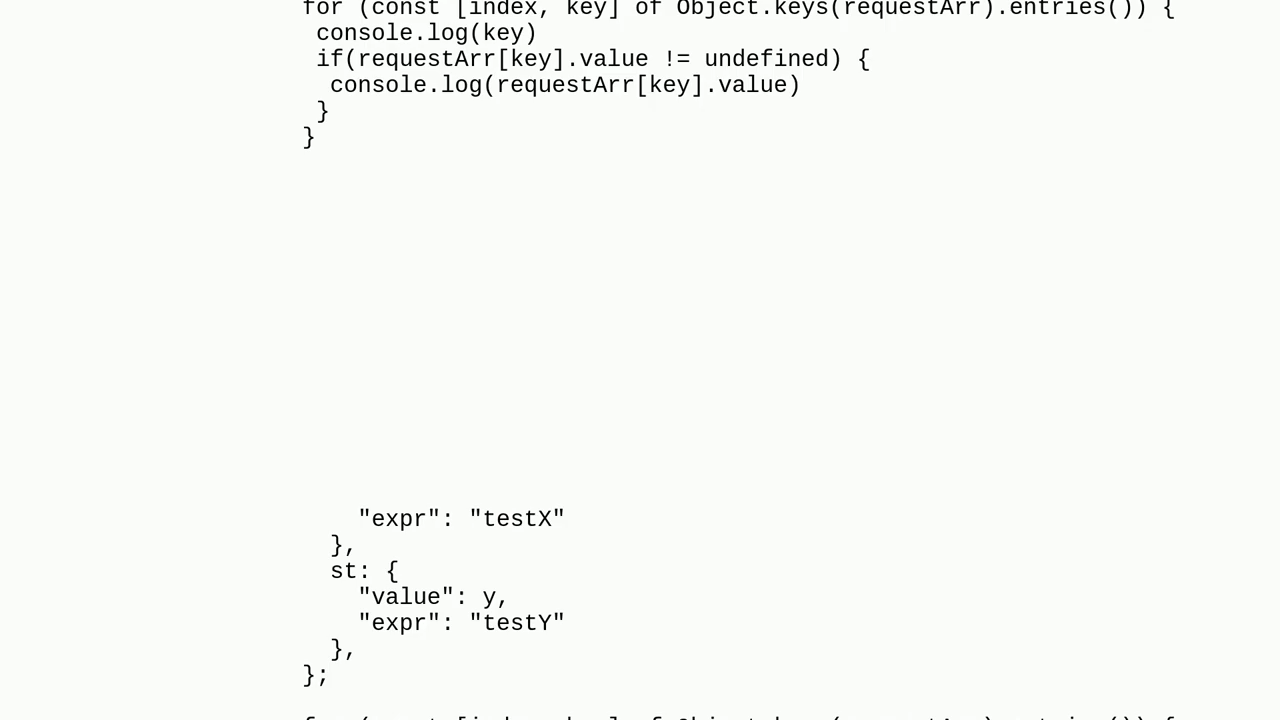 for (const [index, key] of Object.keys(requestArr).entries()) {
 console.log(key)
 if(requestArr[key].value != undefined) {
  console.log(requestArr[key].value)
 }
}
    "expr": "testX"
  },
  st: {
    "value": y,
    "expr": "testY"
  },
};